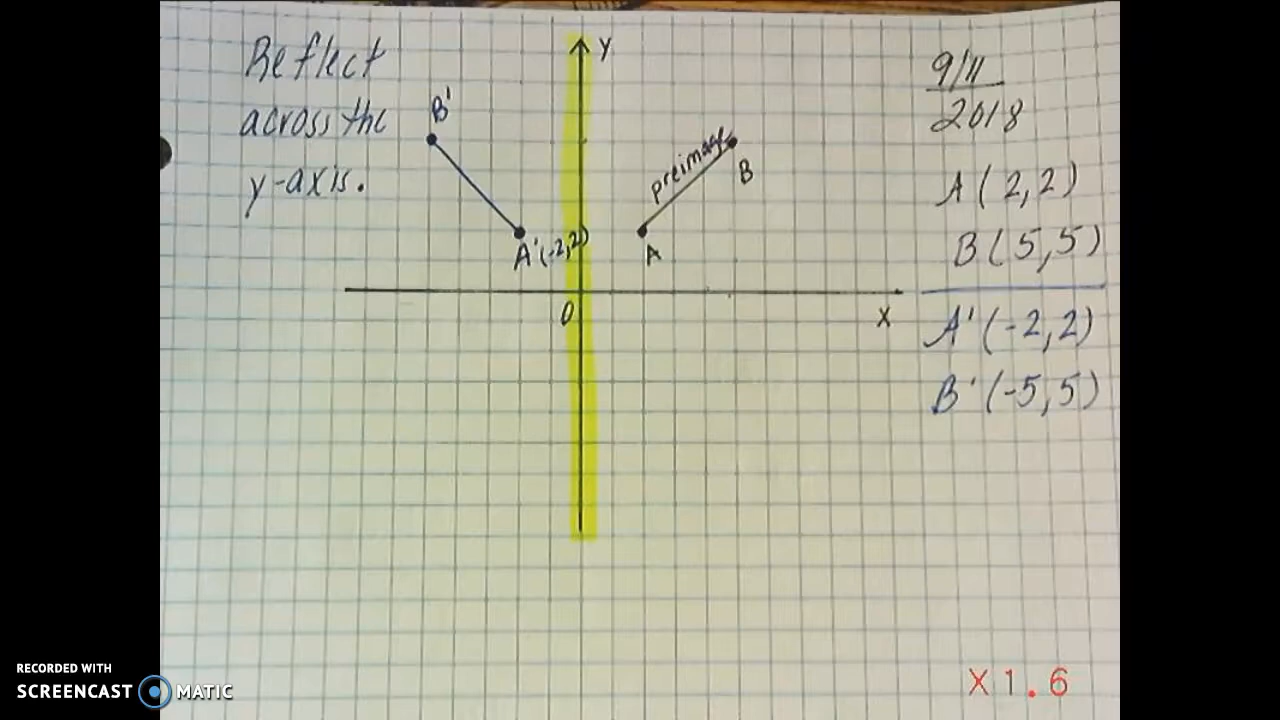 Reflect
across the
y-axis.
B'
y
preimage
B
A'(-2,2)
A
0
x
9/11
2018
A(2,2)
B(5,5)
A'(-2,2)
B'(-5,5)
RECORDED WITH
SCREENCAST MATIC
X1.6